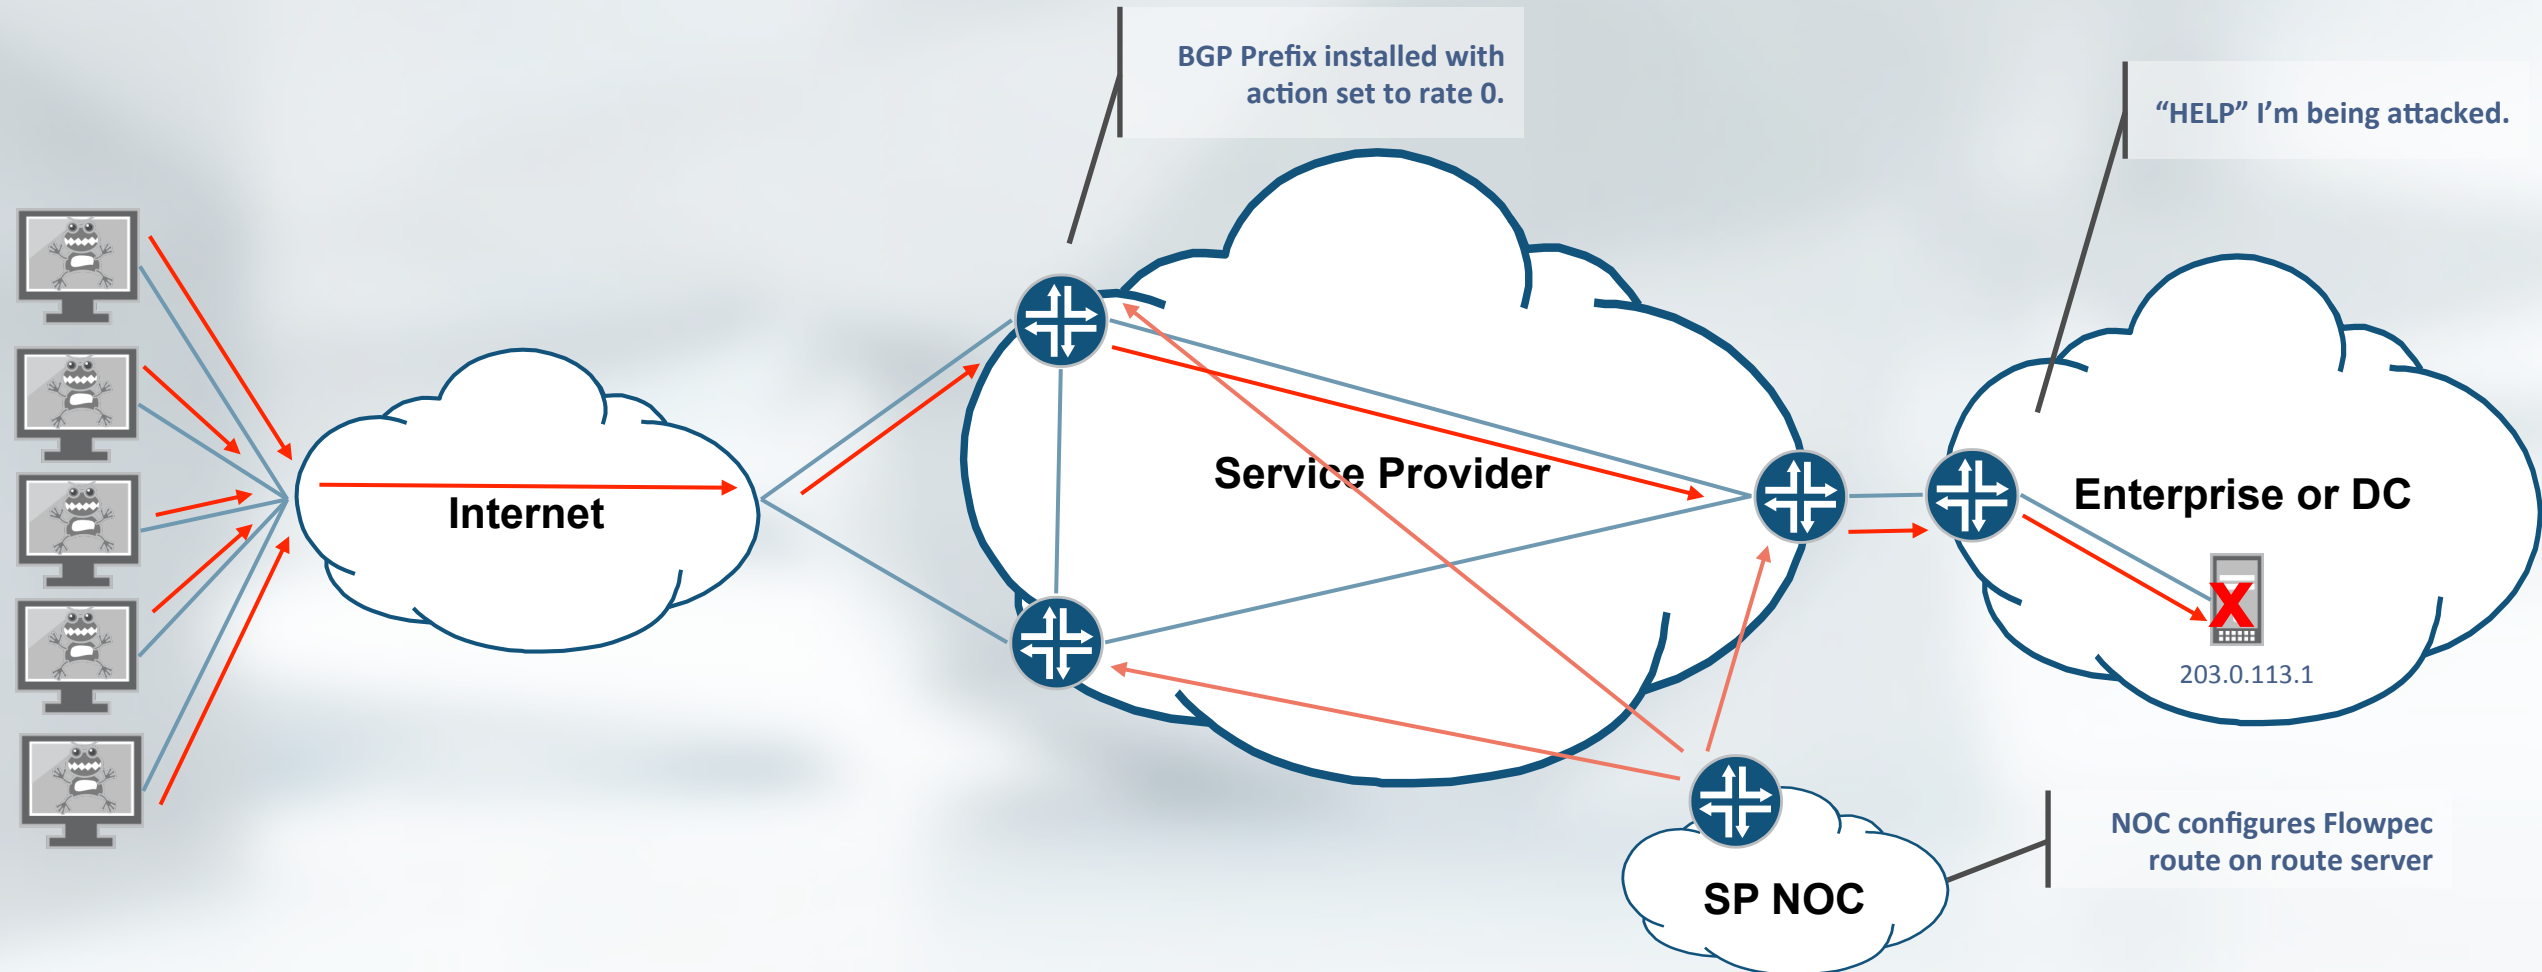 BGP Prefix installed with
action set to rate 0.
“HELP” I’m being attacked.
Internet
Service Provider
Enterprise or DC
203.0.113.1
X
NOC configures Flowpec
route on route server
SP NOC